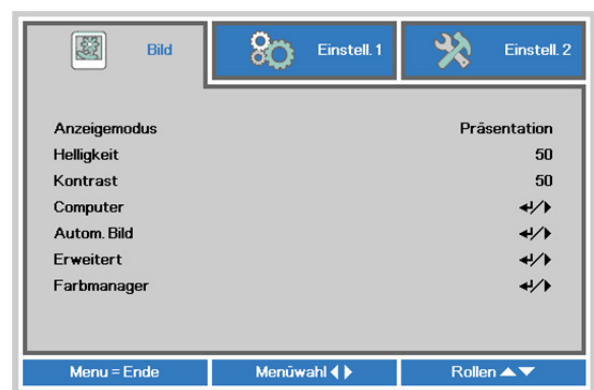 Bild Einstell. 1 Einstell. 2
Anzeigemodus Präsentation
Helligkeit 50
Kontrast 50
Computer ↵/▶
Autom. Bild ↵/▶
Erweitert ↵/▶
Farbmanager ↵/▶
Menu = Ende Menüwahl ◀ ▶ Rollen ▲▼